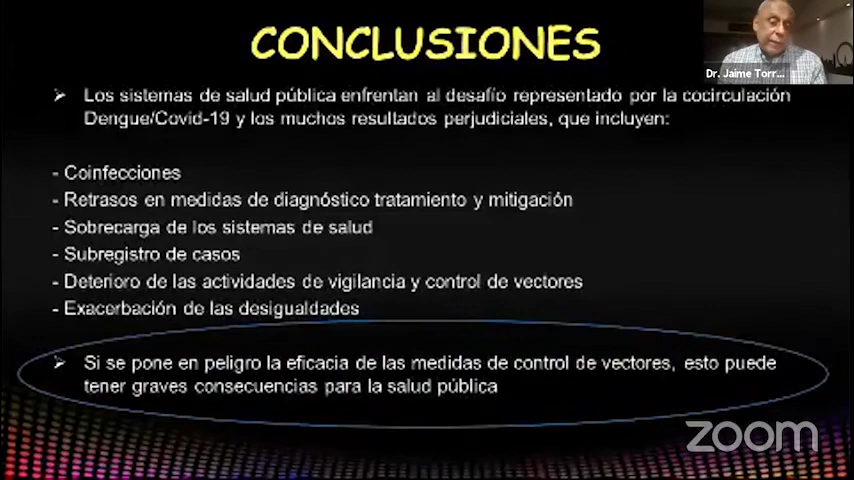 CONCLUSIONES
Dr. Jaime Torr...
➢ Los sistemas de salud pública enfrentan al desafío representado por la cocirculación
Dengue/Covid-19 y los muchos resultados perjudiciales, que incluyen:
- Coinfecciones
- Retrasos en medidas de diagnóstico tratamiento y mitigación
- Sobrecarga de los sistemas de salud
- Subregistro de casos
- Deterioro de las actividades de vigilancia y control de vectores
- Exacerbación de las desigualdades
➢ Si se pone en peligro la eficacia de las medidas de control de vectores, esto puede
tener graves consecuencias para la salud pública
zoom